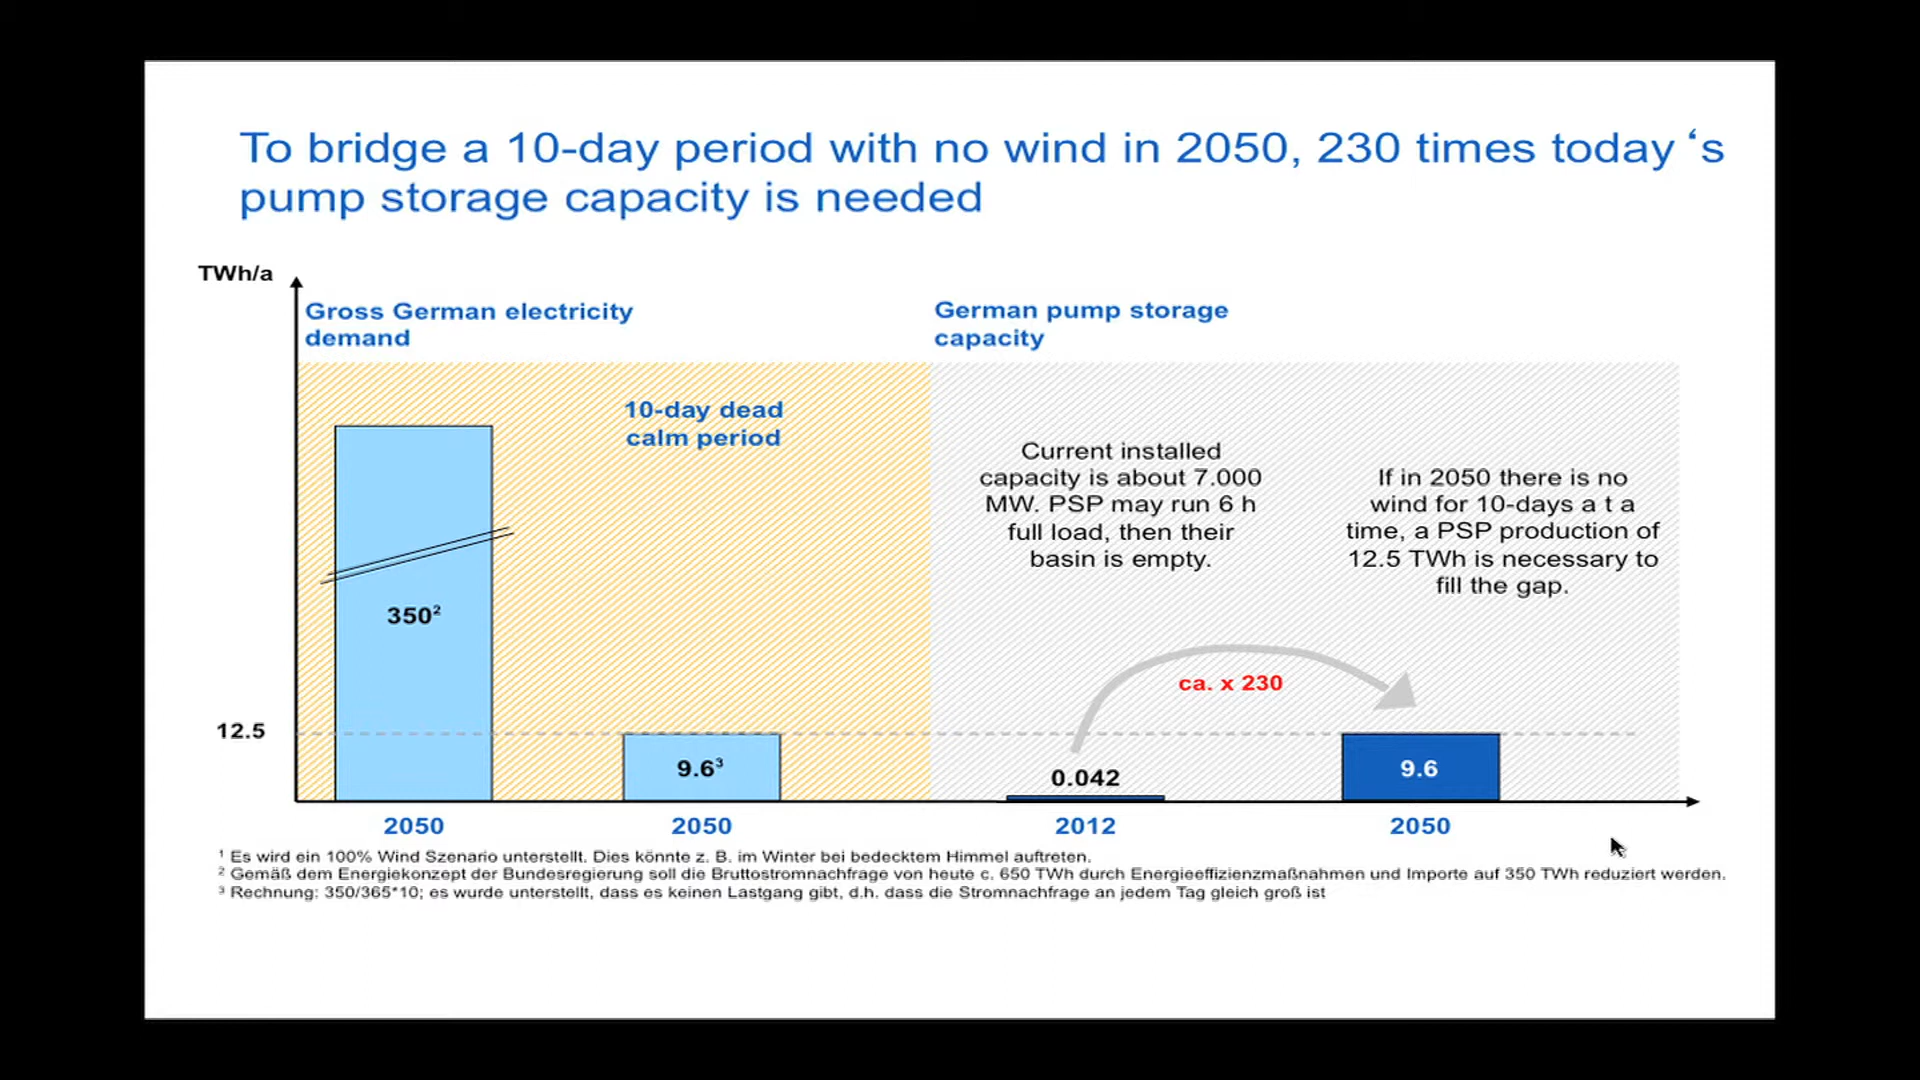 To bridge a 10-day period with no wind in 2050, 230 times today ‘s
pump storage capacity is needed
TWh/a
Gross German electricity
demand
German pump storage
capacity
10-day dead
calm period
Current installed
capacity is about 7.000
MW. PSP may run 6 h
full load, then their
basin is empty.
If in 2050 there is no
wind for 10-days a t a
time, a PSP production of
12.5 TWh is necessary to
fill the gap.
350²
ca. x 230
12.5
9.6³
0.042
9.6
2050
2050
2012
2050
¹ Es wird ein 100% Wind Szenario unterstellt. Dies könnte z. B. im Winter bei bedecktem Himmel auftreten.
² Gemäß dem Energiekonzept der Bundesregierung soll die Bruttostromnachfrage von heute c. 650 TWh durch Energieeffizienzmaßnahmen und Importe auf 350 TWh reduziert werden.
³ Rechnung: 350/365*10; es wurde unterstellt, dass es keinen Lastgang gibt, d.h. dass die Stromnachfrage an jedem Tag gleich groß ist